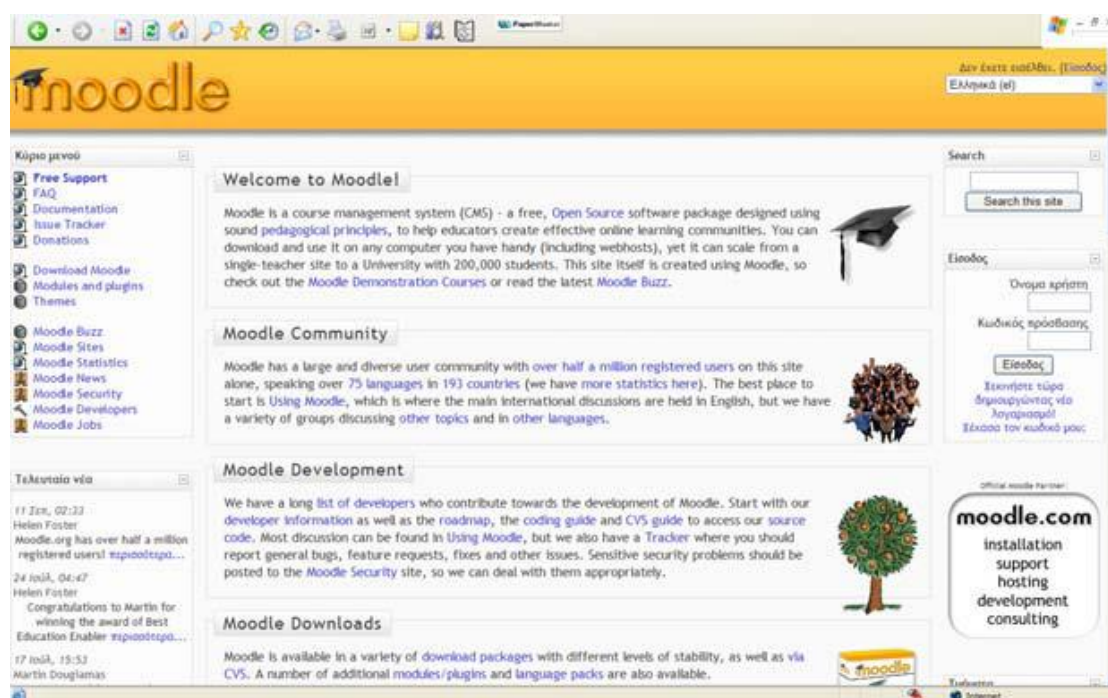 PaperMaster
moodle
Δεν έχετε εισέλθει. (Είσοδος)
Ελληνικά (el)
Κύριο μενού
Free Support
FAQ
Documentation
Issue Tracker
Donations
Download Moodle
Modules and plugins
Themes
Moodle Buzz
Moodle Sites
Moodle Statistics
Moodle News
Moodle Security
Moodle Developers
Moodle Jobs
Τελευταία νέα
11 Σεπ, 02:33
Helen Foster
Moodle.org has over half a million
registered users! περισσότερα...
24 Ιούλ, 04:47
Helen Foster
Congratulations to Martin for
winning the award of Best
Education Enabler περισσότερα...
17 Ιούλ, 15:53
Martin Dougiamas
Welcome to Moodle!
Moodle is a course management system (CMS) - a free, Open Source software package designed using
sound pedagogical principles, to help educators create effective online learning communities. You can
download and use it on any computer you have handy (including webhosts), yet it can scale from a
single-teacher site to a University with 200,000 students. This site itself is created using Moodle, so
check out the Moodle Demonstration Courses or read the latest Moodle Buzz.
Moodle Community
Moodle has a large and diverse user community with over half a million registered users on this site
alone, speaking over 75 languages in 193 countries (we have more statistics here). The best place to
start is Using Moodle, which is where the main international discussions are held in English, but we have
a variety of groups discussing other topics and in other languages.
Moodle Development
We have a long list of developers who contribute towards the development of Moodle. Start with our
developer information as well as the roadmap, the coding guide and CVS guide to access our source
code. Most discussion can be found in Using Moodle, but we also have a Tracker where you should
report general bugs, feature requests, fixes and other issues. Sensitive security problems should be
posted to the Moodle Security site, so we can deal with them appropriately.
Moodle Downloads
Moodle is available in a variety of download packages with different levels of stability, as well as via
CVS. A number of additional modules/plugins and language packs are also available.
moodle
Search
Search this site
Είσοδος
Όνομα χρήστη
Κωδικός πρόσβασης
Είσοδος
Ξεκινήστε τώρα
δημιουργώντας νέο
λογαριασμό!
Ξέχασα τον κωδικό μου;
Official Moodle Partner:
moodle.com
installation
support
hosting
development
consulting
Internet